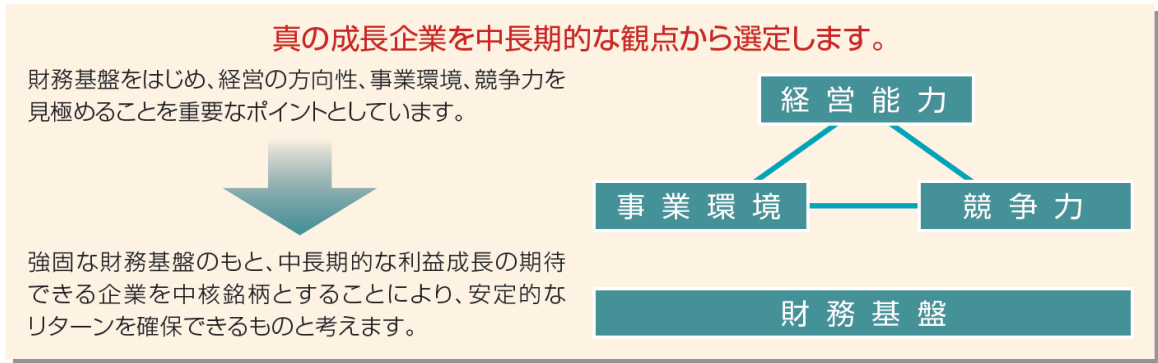 真の成長企業を中長期的な観点から選定します。
財務基盤をはじめ、経営の方向性、事業環境、競争力を
見極めることを重要なポイントとしています。
強固な財務基盤のもと、中長期的な利益成長の期待
できる企業を中核銘柄とすることにより、安定的な
リターンを確保できるものと考えます。
経営能力
事業環境
競争力
財務基盤